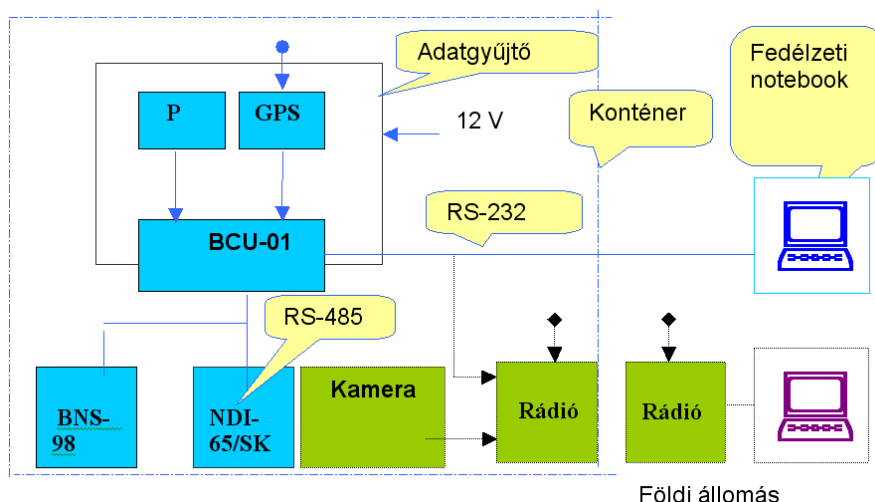 Adatgyűjtő
Fedélzeti
notebook
P
GPS
12 V
Konténer
RS-232
BCU-01
RS-485
BNS-
98
NDI-
65/SK
Kamera
Rádió
Rádió
Földi állomás